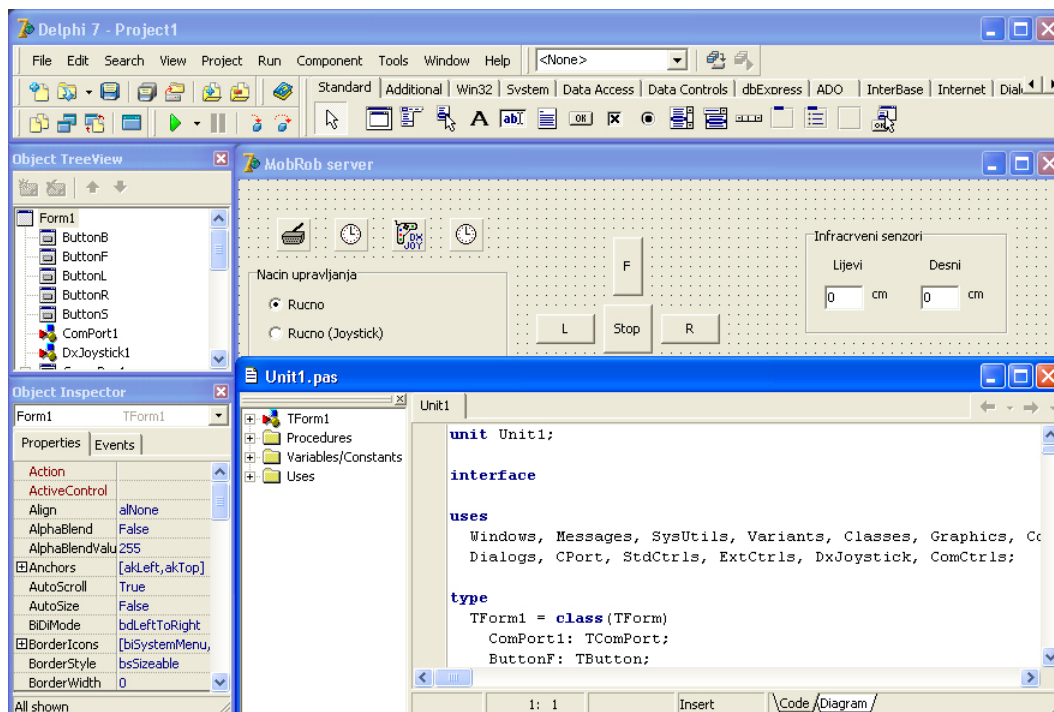 Delphi 7 - Project1
File Edit Search View Project Run Component Tools Window Help <None>
Standard Additional Win32 System Data Access Data Controls dbExpress ADO InterBase Internet
Object TreeView
Form1
ButtonB
ButtonF
ButtonL
ButtonR
ButtonS
ComPort1
DxJoystick1
MobRob server
Nacin upravljanja
Rucno
Rucno (Joystick)
F
L Stop R
Infracrveni senzori
Lijevi Desni
0 cm 0 cm
Object Inspector
Form1 TForm1
Properties Events
Action
ActiveControl
Align alNone
AlphaBlend False
AlphaBlendValu 255
Anchors [akLeft,akTop]
AutoScroll True
AutoSize False
BiDiMode bdLeftToRight
BorderIcons [biSystemMenu,
BorderStyle bsSizeable
BorderWidth 0
All shown
Unit1.pas
TForm1
Procedures
Variables/Constants
Uses
Unit1
unit Unit1;
interface
uses
Windows, Messages, SysUtils, Variants, Classes, Graphics,
Dialogs, CPort, StdCtrls, ExtCtrls, DxJoystick, ComCtrls;
type
TForm1 = class(TForm)
ComPort1: TComPort;
ButtonF: TButton;
1: 1 Insert Code Diagram